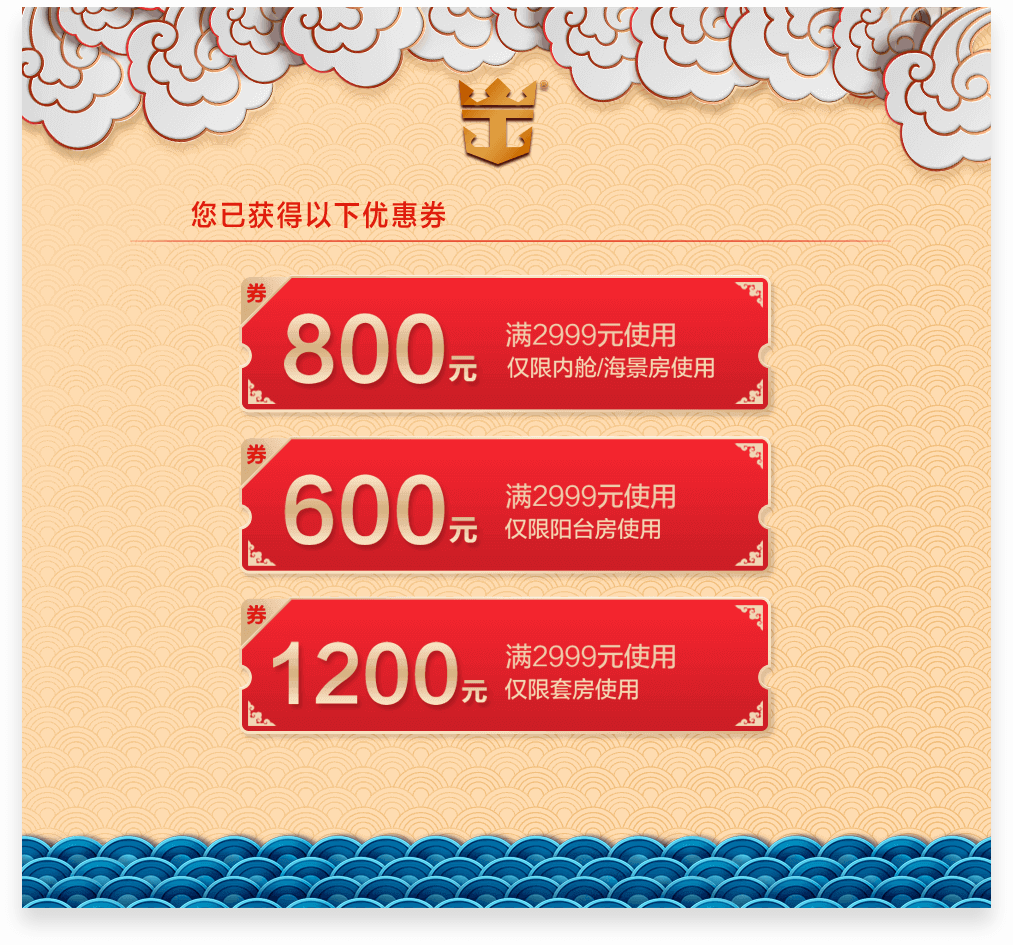 ®
您已获得以下优惠券
券
800元
满2999元使用
仅限内舱/海景房使用
券
600元
满2999元使用
仅限阳台房使用
券
1200元
满2999元使用
仅限套房使用